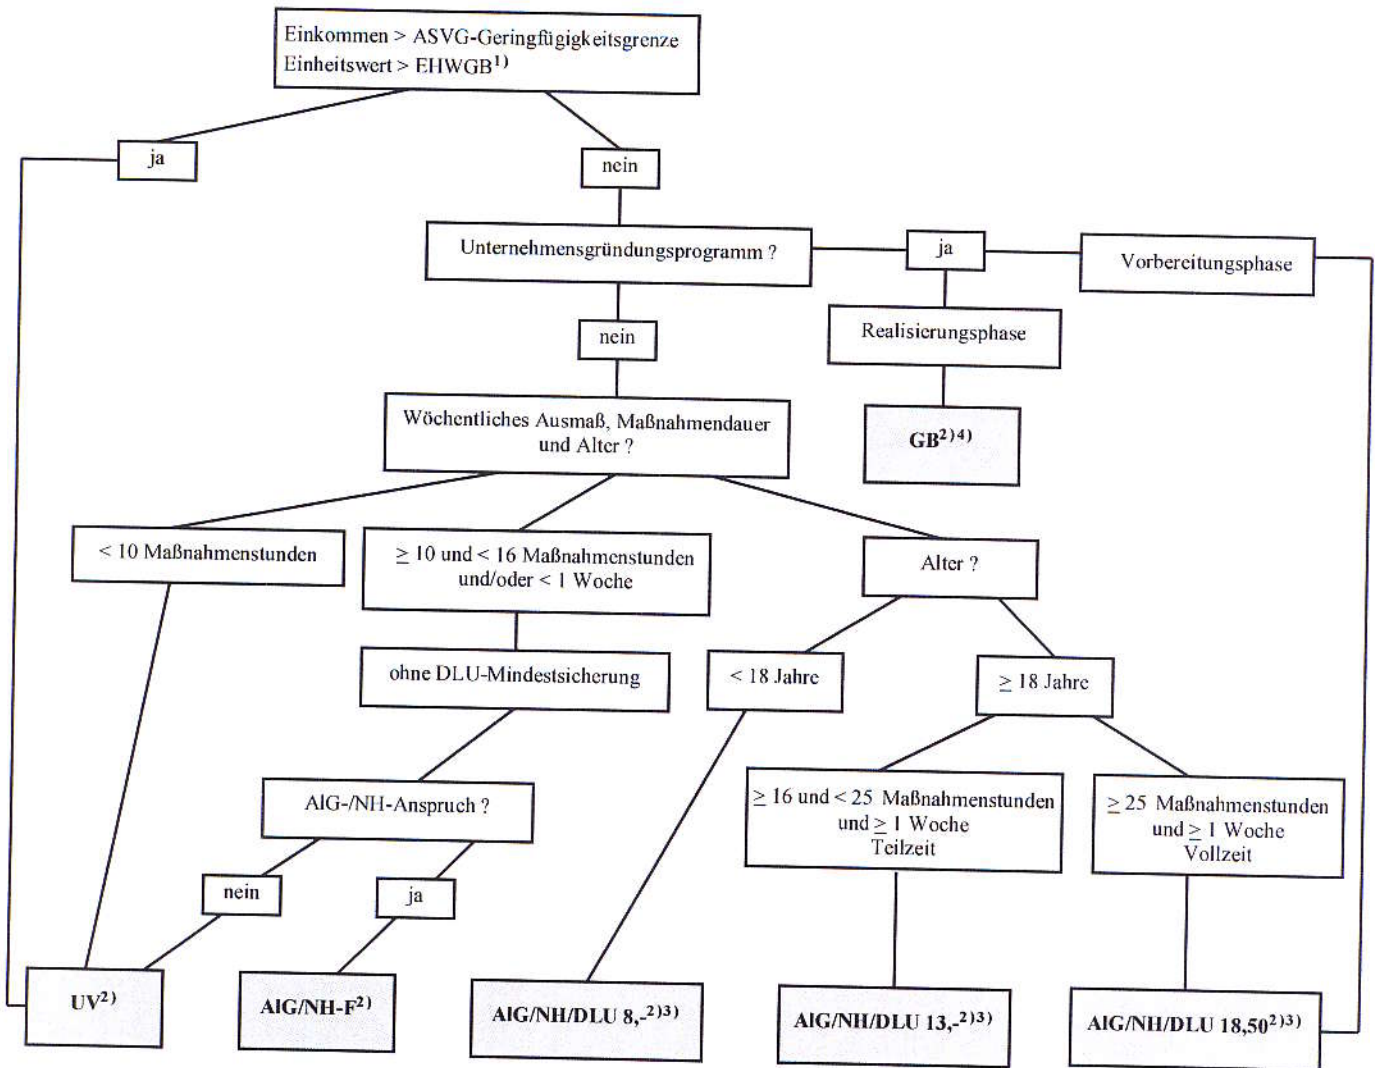 Einkommen > ASVG-Geringfügigkeitsgrenze
Einheitswert > EHWGB¹⁾
ja
nein
Unternehmensgründungsprogramm ?
ja
Vorbereitungsphase
nein
Realisierungsphase
Wöchentliches Ausmaß, Maßnahmendauer
und Alter ?
GB²⁾⁴⁾
< 10 Maßnahmenstunden
≥ 10 und < 16 Maßnahmenstunden
und/oder < 1 Woche
Alter ?
ohne DLU-Mindestsicherung
< 18 Jahre
≥ 18 Jahre
AlG-/NH-Anspruch ?
≥ 16 und < 25 Maßnahmenstunden
und ≥ 1 Woche
Teilzeit
≥ 25 Maßnahmenstunden
und ≥ 1 Woche
Vollzeit
nein
ja
UV²⁾
AlG/NH-F²⁾
AlG/NH/DLU 8,-²⁾³⁾
AlG/NH/DLU 13,-²⁾³⁾
AlG/NH/DLU 18,50²⁾³⁾